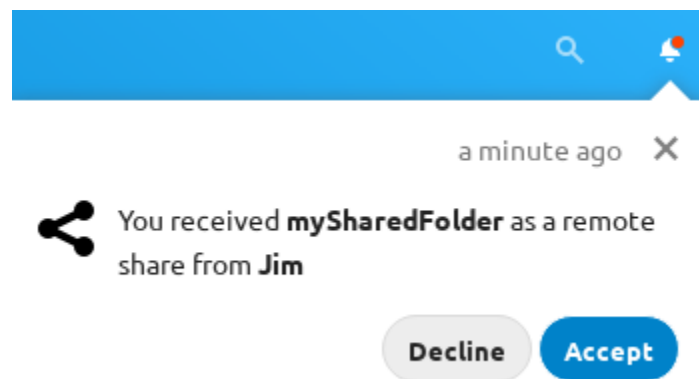 a minute ago
You received mySharedFolder as a remote
share from Jim
Decline
Accept